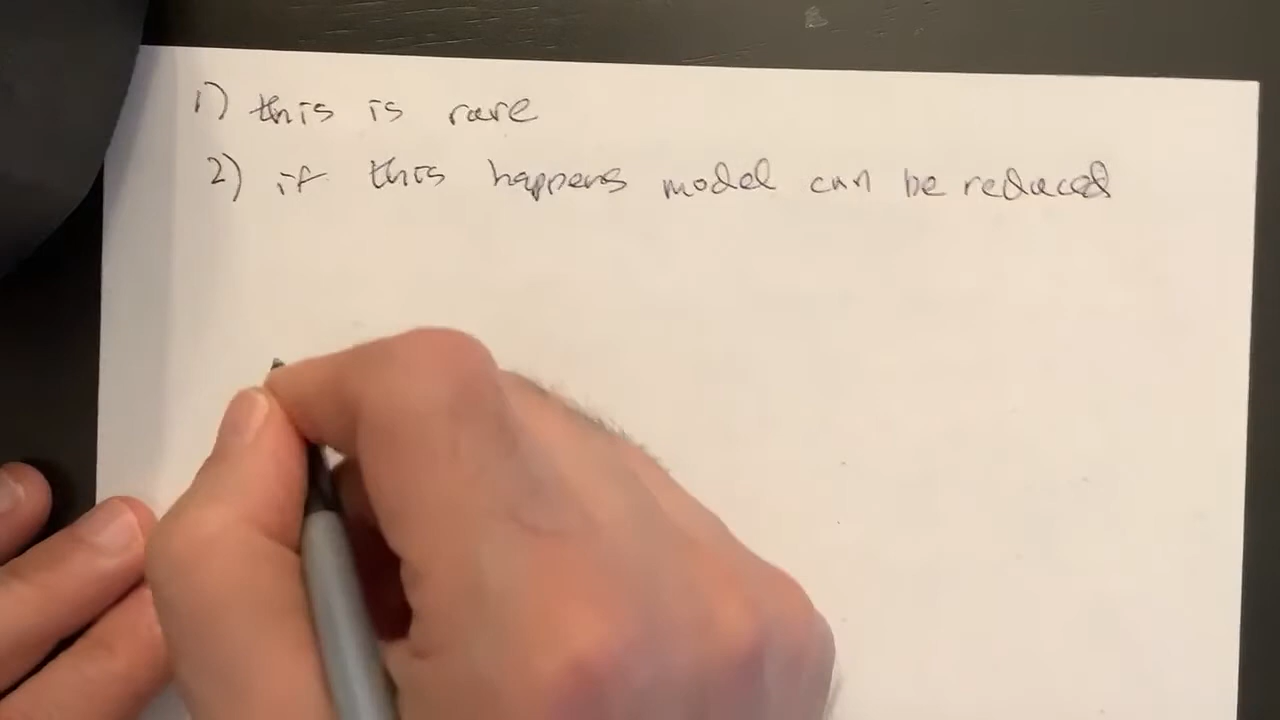 1) this is rare
2) if this happens model can be reduced